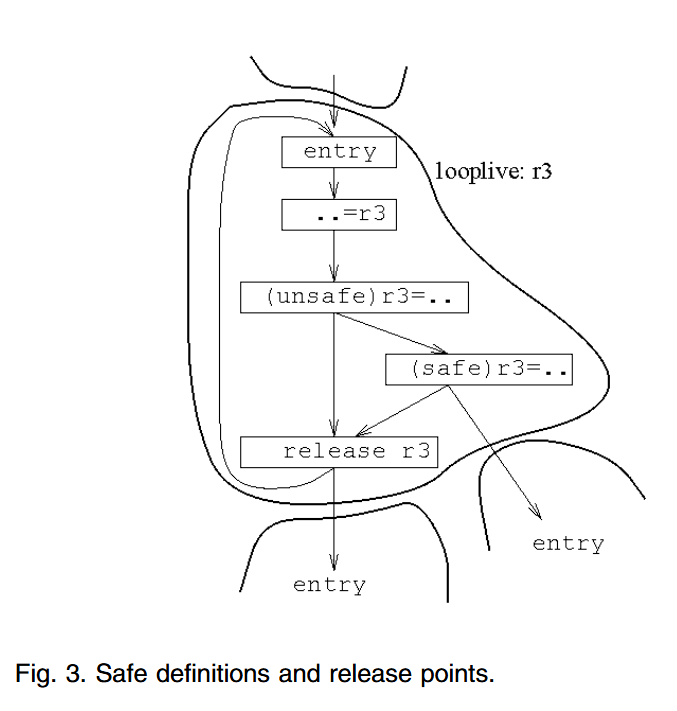 entry
looplive: r3
..=r3
(unsafe)r3=..
(safe)r3=..
release r3
entry
entry
Fig. 3. Safe definitions and release points.